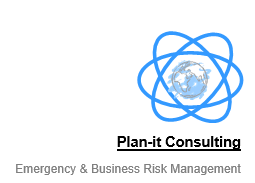 Plan-it Consulting
Emergency & Business Risk Management